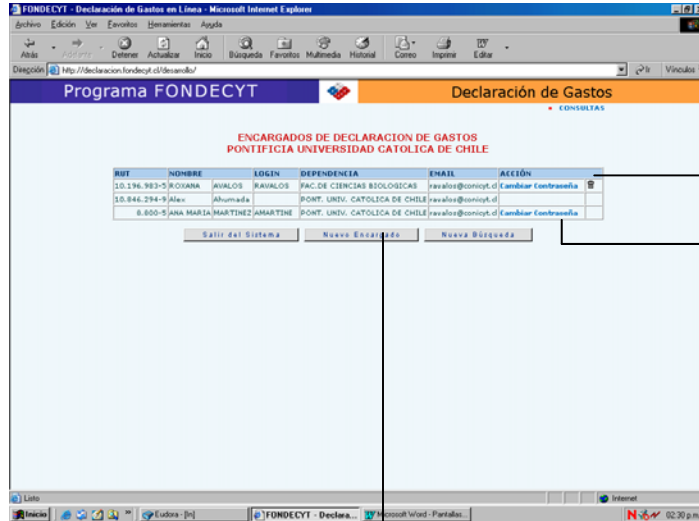 FONDECYT - Declaración de Gastos en Línea - Microsoft Internet Explorer
Archivo Edición Ver Favoritos Herramientas Ayuda
Atrás Adelante Detener Actualizar Inicio Búsqueda Favoritos Multimedia Historial Correo Imprimir Editar
Dirección http://declaracion.fondecyt.cl/desarrollo/ Ir Vínculos
Programa FONDECYT Declaración de Gastos
CONSULTAS
ENCARGADOS DE DECLARACION DE GASTOS
PONTIFICIA UNIVERSIDAD CATOLICA DE CHILE
RUT NOMBRE LOGIN DEPENDENCIA EMAIL ACCIÓN
10.196.983-5 ROXANA AVALOS RAVALOS FAC.DE CIENCIAS BIOLOGICAS ravalos@conicyt.cl Cambiar Contraseña
10.846.294-9 Alex Ahumada PONT. UNIV. CATOLICA DE CHILE ravalos@conicyt.cl
8.800-5 ANA MARIA MARTINEZ AMARTINE PONT. UNIV. CATOLICA DE CHILE ravalos@conicyt.cl Cambiar Contraseña
Salir del Sistema Nuevo Encargado Nueva Búsqueda
Listo Internet
Inicio » Eudora - [In] FONDECYT - Declara... Microsoft Word - Pantallas... 02:30 p.m.